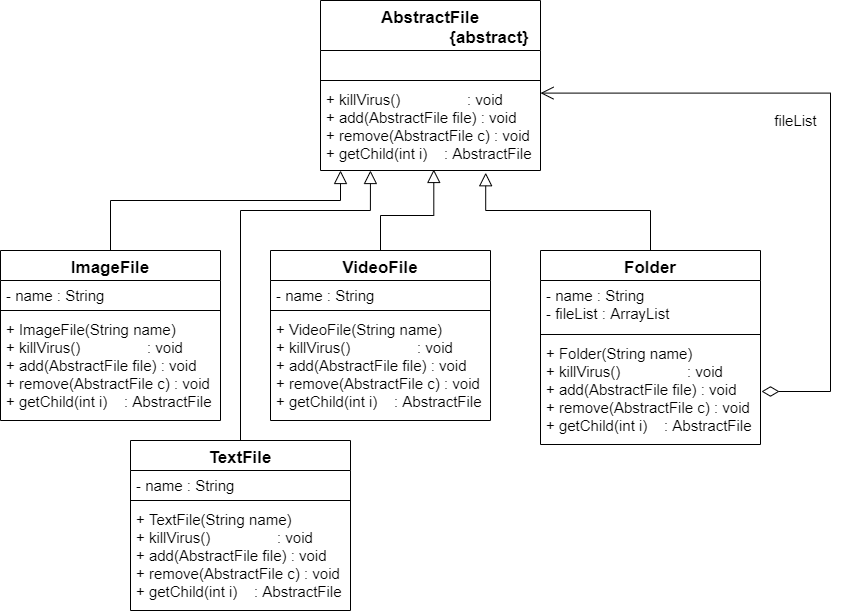 AbstractFile
{abstract}
+ killVirus() : void
+ add(AbstractFile file) : void
+ remove(AbstractFile c) : void
+ getChild(int i) : AbstractFile
fileList
ImageFile
- name : String
+ ImageFile(String name)
+ killVirus() : void
+ add(AbstractFile file) : void
+ remove(AbstractFile c) : void
+ getChild(int i) : AbstractFile
VideoFile
- name : String
+ VideoFile(String name)
+ killVirus() : void
+ add(AbstractFile file) : void
+ remove(AbstractFile c) : void
+ getChild(int i) : AbstractFile
Folder
- name : String
- fileList : ArrayList
+ Folder(String name)
+ killVirus() : void
+ add(AbstractFile file) : void
+ remove(AbstractFile c) : void
+ getChild(int i) : AbstractFile
TextFile
- name : String
+ TextFile(String name)
+ killVirus() : void
+ add(AbstractFile file) : void
+ remove(AbstractFile c) : void
+ getChild(int i) : AbstractFile